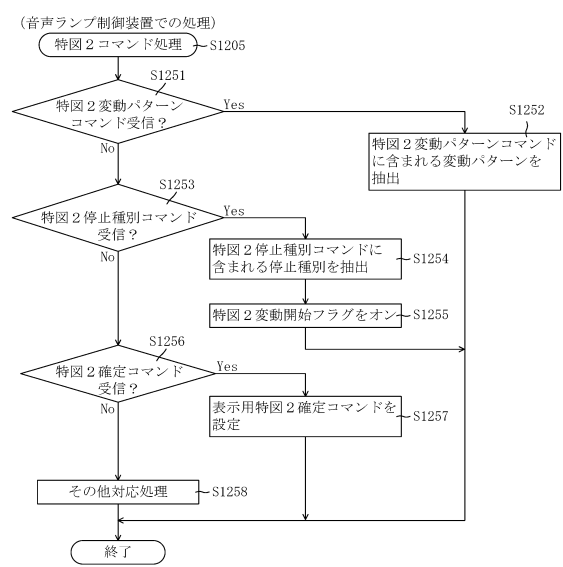 （音声ランプ制御装置での処理）
特図２コマンド処理
S1205
S1251
特図２変動パターン
コマンド受信？
Yes
No
S1252
特図２変動パターンコマンド
に含まれる変動パターンを
抽出
S1253
特図２停止種別コマンド
受信？
Yes
No
特図２停止種別コマンドに
含まれる停止種別を抽出
S1254
特図２変動開始フラグをオン
S1255
S1256
特図２確定コマンド
受信？
Yes
No
表示用特図２確定コマンドを
設定
S1257
その他対応処理
S1258
終了